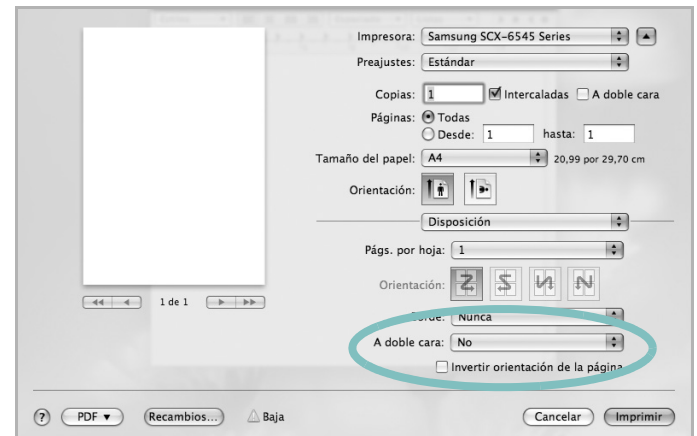 Impresora: Samsung SCX-6545 Series
Preajustes: Estándar
Copias: 1 Intercaladas A doble cara
Páginas: Todas
Desde: 1 hasta: 1
Tamaño del papel: A4 20,99 por 29,70 cm
Orientación:
Disposición
Págs. por hoja: 1
Orientación:
1 de 1
Borde: Nunca
A doble cara: No
Invertir orientación de la página
? PDF Recambios... Baja Cancelar Imprimir